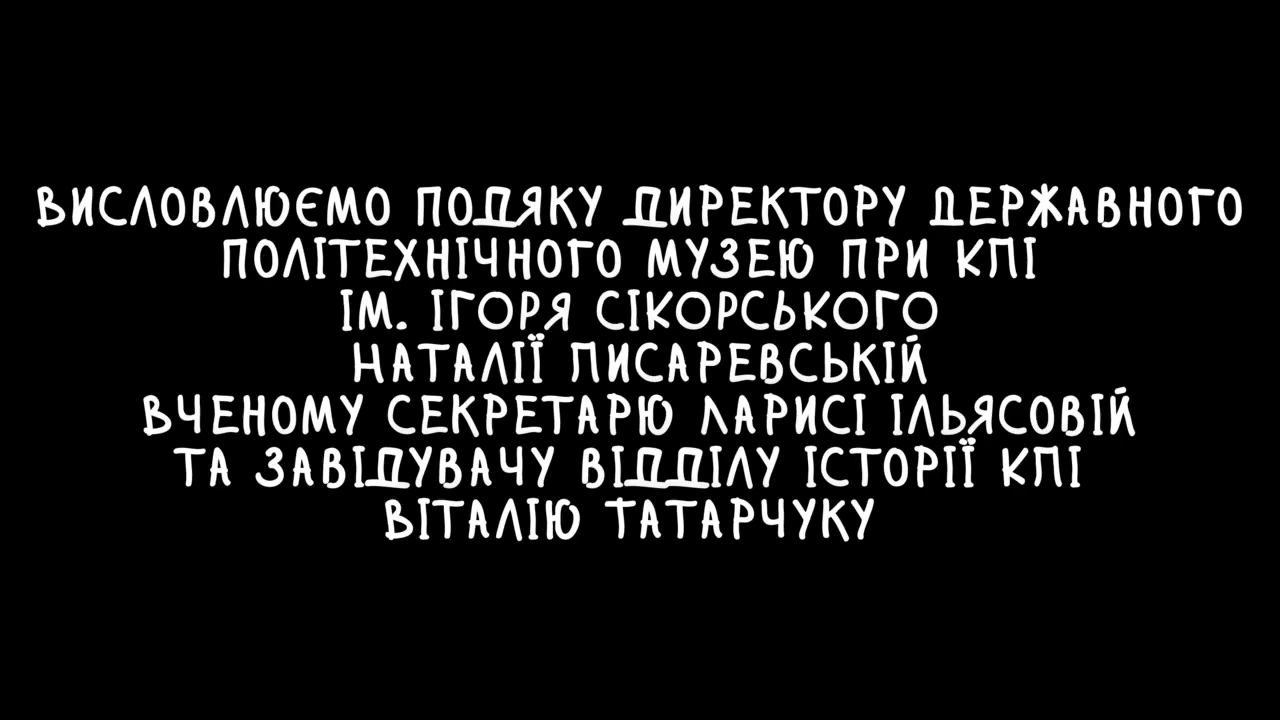 ВИСЛОВЛЮЄМО ПОДЯКУ ДИРЕКТОРУ ДЕРЖАВНОГО
ПОЛІТЕХНІЧНОГО МУЗЕЮ ПРИ КПІ
ІМ. ІГОРЯ СІКОРСЬКОГО
НАТАЛІЇ ПИСАРЕВСЬКІЙ
ВЧЕНОМУ СЕКРЕТАРЮ ЛАРИСІ ІЛЬЯСОВІЙ
ТА ЗАВІДУВАЧУ ВІДДІЛУ ІСТОРІЇ КПІ
ВІТАЛІЮ ТАТАРЧУКУ